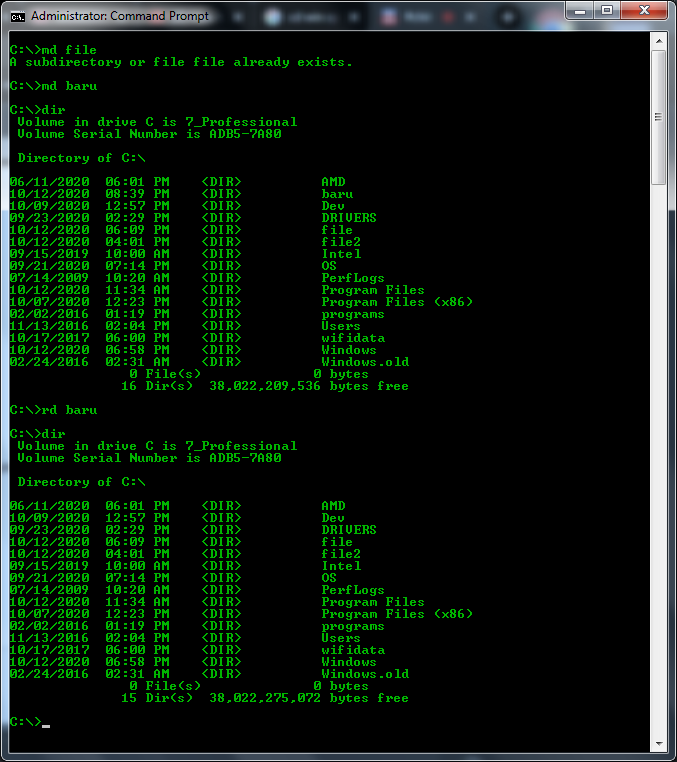 Administrator: Command Prompt
C:\>md file
A subdirectory or file file already exists.
C:\>md baru
C:\>dir
 Volume in drive C is 7_Professional
 Volume Serial Number is ADB5-7A80
 Directory of C:\
06/11/2020  06:01 PM    <DIR>          AMD
10/12/2020  08:39 PM    <DIR>          baru
10/09/2020  12:57 PM    <DIR>          Dev
09/23/2020  02:29 PM    <DIR>          DRIVERS
10/12/2020  06:09 PM    <DIR>          file
10/12/2020  04:01 PM    <DIR>          file2
09/15/2019  10:00 AM    <DIR>          Intel
09/21/2020  07:14 PM    <DIR>          OS
07/14/2009  10:20 AM    <DIR>          PerfLogs
10/12/2020  11:34 AM    <DIR>          Program Files
10/07/2020  12:23 PM    <DIR>          Program Files (x86)
02/02/2016  01:19 PM    <DIR>          programs
11/13/2016  02:04 PM    <DIR>          Users
10/17/2017  06:00 PM    <DIR>          wifidata
10/12/2020  06:58 PM    <DIR>          Windows
02/24/2016  02:31 AM    <DIR>          Windows.old
               0 File(s)              0 bytes
              16 Dir(s)  38,022,209,536 bytes free
C:\>rd baru
C:\>dir
 Volume in drive C is 7_Professional
 Volume Serial Number is ADB5-7A80
 Directory of C:\
06/11/2020  06:01 PM    <DIR>          AMD
10/09/2020  12:57 PM    <DIR>          Dev
09/23/2020  02:29 PM    <DIR>          DRIVERS
10/12/2020  06:09 PM    <DIR>          file
10/12/2020  04:01 PM    <DIR>          file2
09/15/2019  10:00 AM    <DIR>          Intel
09/21/2020  07:14 PM    <DIR>          OS
07/14/2009  10:20 AM    <DIR>          PerfLogs
10/12/2020  11:34 AM    <DIR>          Program Files
10/07/2020  12:23 PM    <DIR>          Program Files (x86)
02/02/2016  01:19 PM    <DIR>          programs
11/13/2016  02:04 PM    <DIR>          Users
10/17/2017  06:00 PM    <DIR>          wifidata
10/12/2020  06:58 PM    <DIR>          Windows
02/24/2016  02:31 AM    <DIR>          Windows.old
               0 File(s)              0 bytes
              15 Dir(s)  38,022,275,072 bytes free
C:\>_